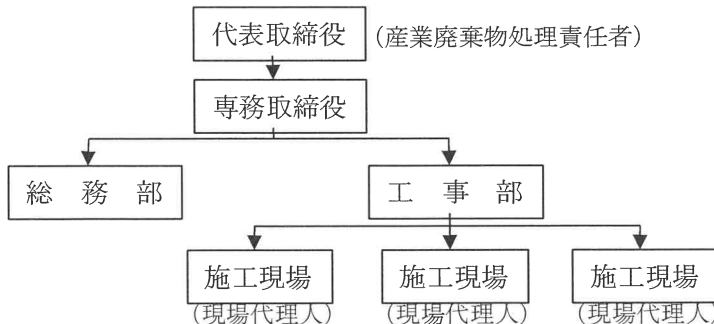 代表取締役 (産業廃棄物処理責任者)
専務取締役
総務部 工事部
施工現場 施工現場 施工現場
(現場代理人) (現場代理人) (現場代理人)